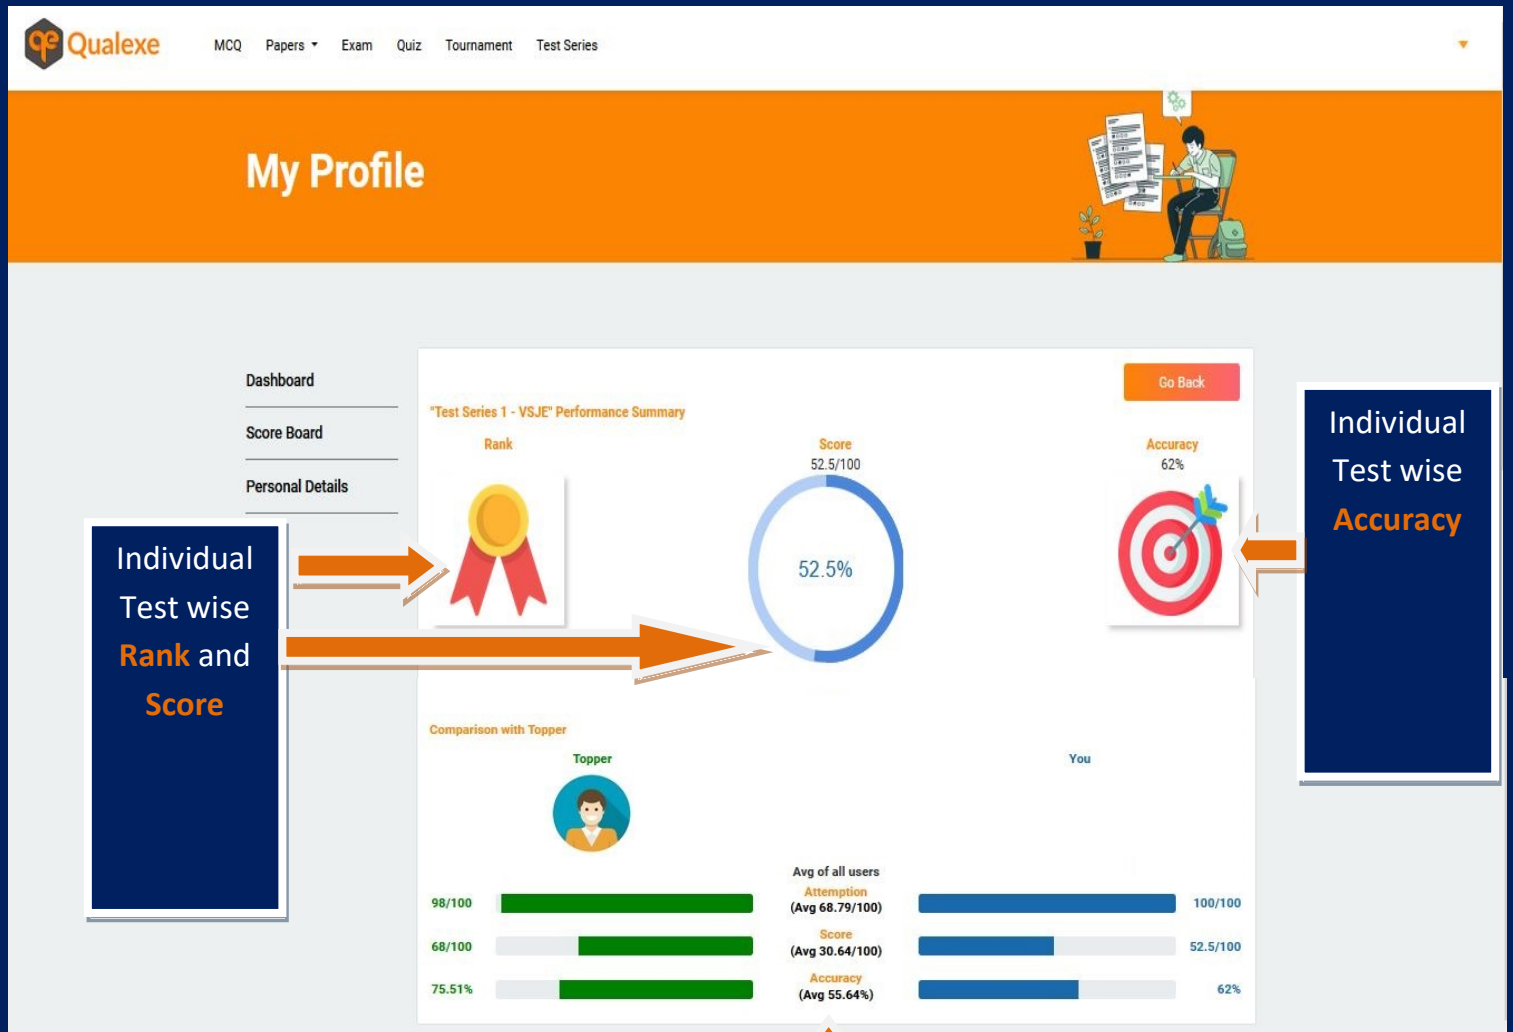 Qualexe
MCQ Papers Exam Quiz Tournament Test Series
My Profile
Dashboard
Score Board
Personal Details
Go Back
"Test Series 1 - VSJE" Performance Summary
Rank
Score
52.5/100
52.5%
Accuracy
62%
Individual
Test wise
Rank and
Score
Individual
Test wise
Accuracy
Comparison with Topper
Topper
You
Avg of all users
98/100
Attemption
(Avg 68.79/100)
100/100
68/100
Score
(Avg 30.64/100)
52.5/100
75.51%
Accuracy
(Avg 55.64%)
62%